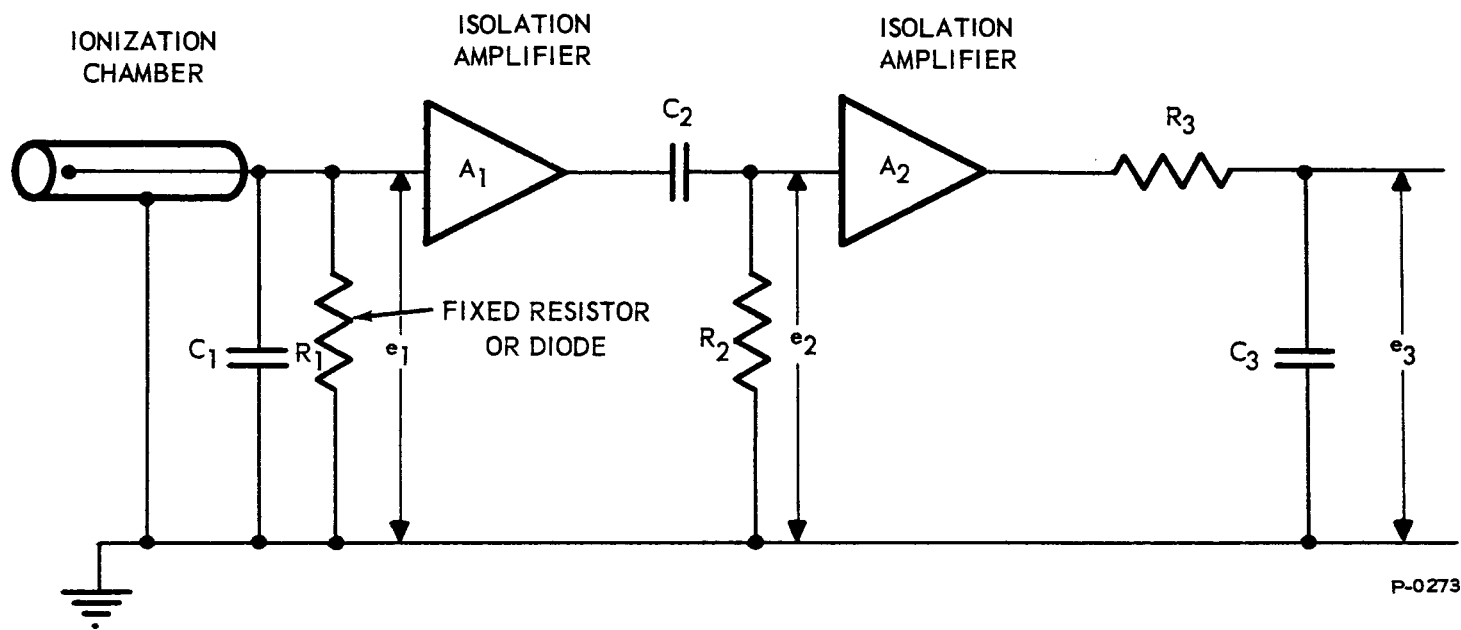 IONIZATION
CHAMBER
ISOLATION
AMPLIFIER
ISOLATION
AMPLIFIER
A₁
C₂
A₂
R₃
C₁
R₁
e₁
FIXED RESISTOR
OR DIODE
R₂
e₂
C₃
e₃
P-0273